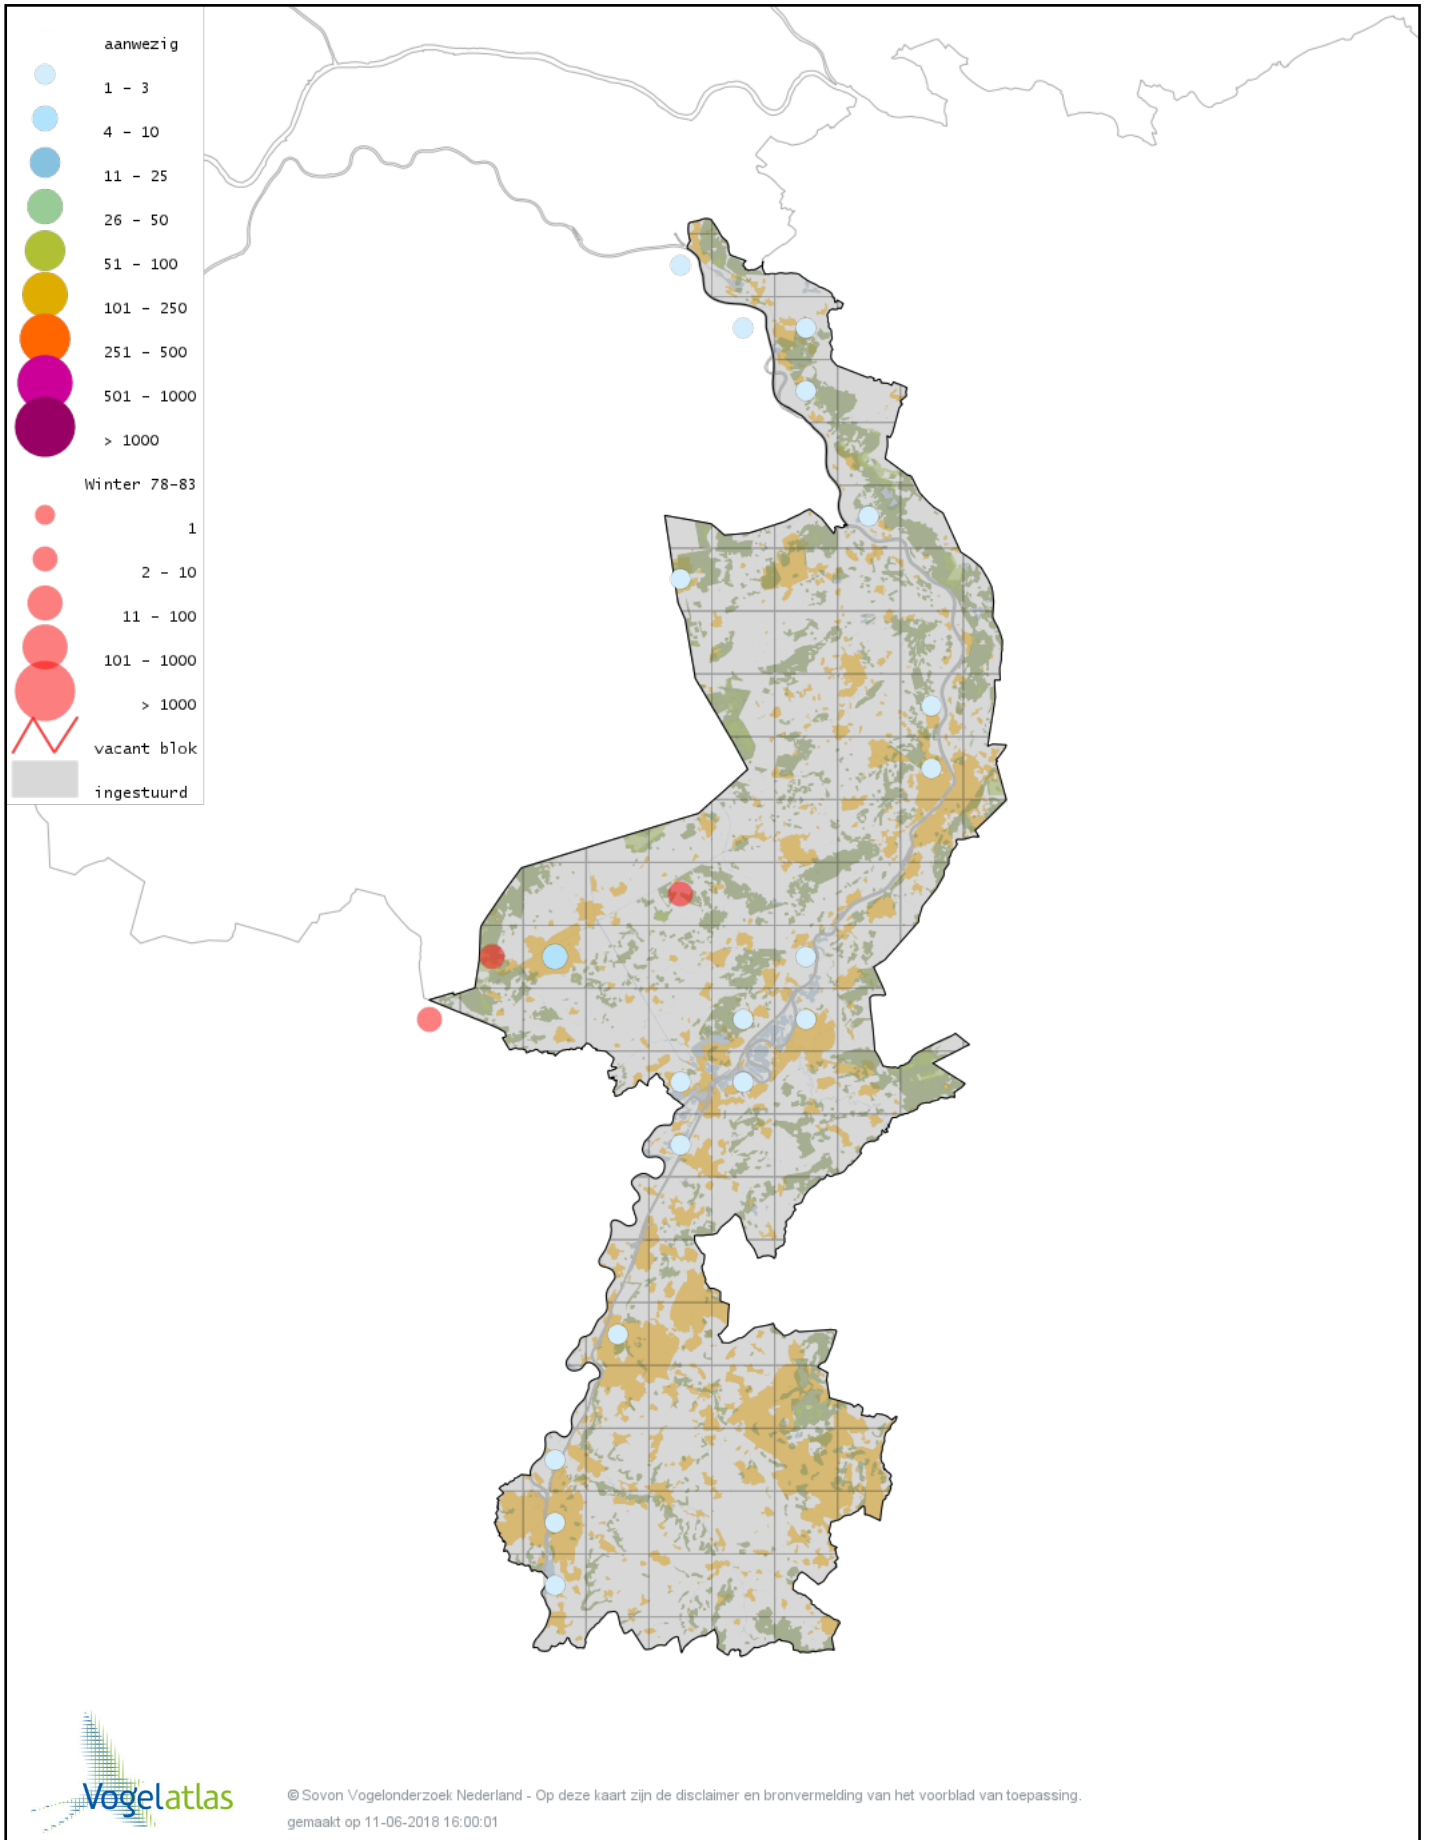 aanwezig
1 - 3
4 - 10
11 - 25
26 - 50
51 - 100
101 - 250
251 - 500
501 - 1000
> 1000
Winter 78-83
1
2 - 10
11 - 100
101 - 1000
> 1000
vacant blok
ingestuurd
Vogelatlas
© Sovon Vogelonderzoek Nederland - Op deze kaart zijn de disclaimer en bronvermelding van het voorblad van toepassing.
gemaakt op 11-06-2018 16:00:01